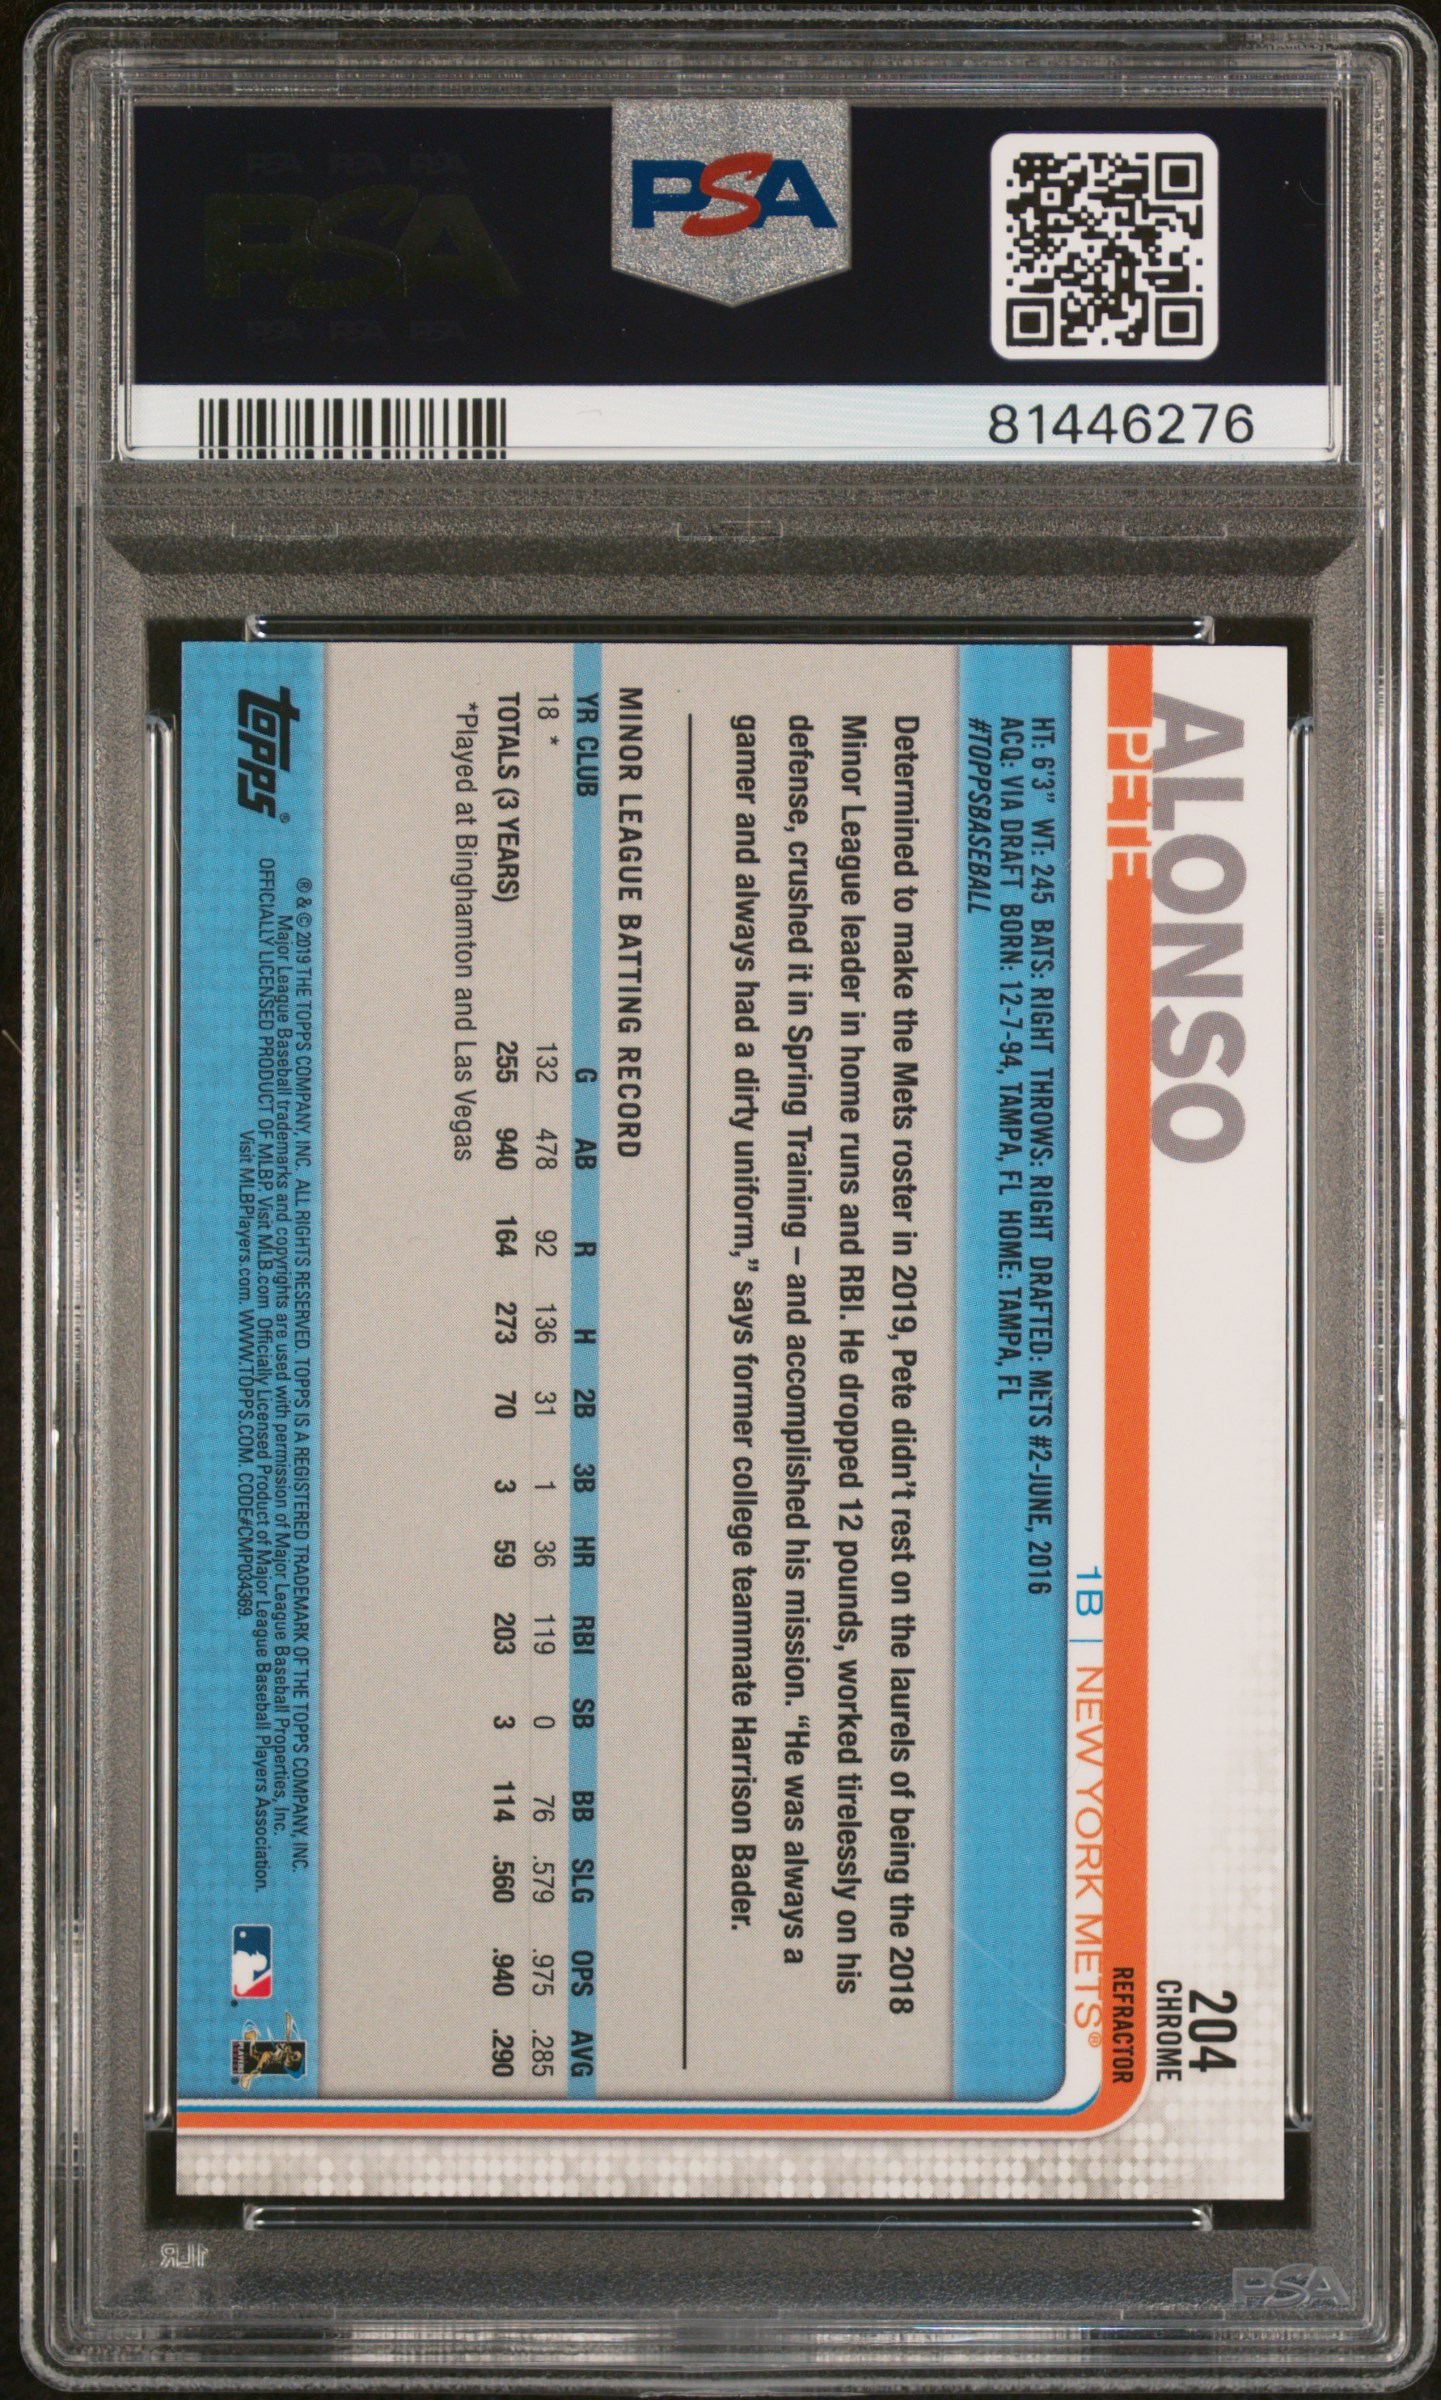 PSA PSA PSA
PSA
PSA PSA PSA
PSA
81446276
ALONSO
PETE
204
CHROME
REFRACTOR
1B | NEW YORK METS®
HT: 6'3" WT: 245 BATS: RIGHT THROWS: RIGHT DRAFTED: METS #2-JUNE, 2016
ACQ: VIA DRAFT BORN: 12-7-94, TAMPA, FL HOME: TAMPA, FL
#TOPPSBASEBALL
Determined to make the Mets roster in 2019, Pete didn't rest on the laurels of being the 2018
Minor League leader in home runs and RBI. He dropped 12 pounds, worked tirelessly on his
defense, crushed it in Spring Training – and accomplished his mission. “He was always a
gamer and always had a dirty uniform,” says former college teammate Harrison Bader.
MINOR LEAGUE BATTING RECORD
YR CLUB G AB R H 2B 3B HR RBI SB BB SLG OPS AVG
18 * 132 478 92 136 31 1 36 119 0 76 .579 .975 .285
TOTALS (3 YEARS) 255 940 164 273 70 3 59 203 3 114 .560 .940 .290
*Played at Binghamton and Las Vegas
topps®
® & © 2019 THE TOPPS COMPANY, INC. ALL RIGHTS RESERVED. TOPPS IS A REGISTERED TRADEMARK OF THE TOPPS COMPANY, INC.
Major League Baseball trademarks and copyrights are used with permission of Major League Baseball Properties, Inc.
OFFICIALLY LICENSED PRODUCT OF MLBP. Visit MLB.com Officially Licensed Product of Major League Baseball Players Association.
Visit MLBPlayers.com. WWW.TOPPS.COM. CODE#CMP034369.
PLAYERS
1LR
PSA